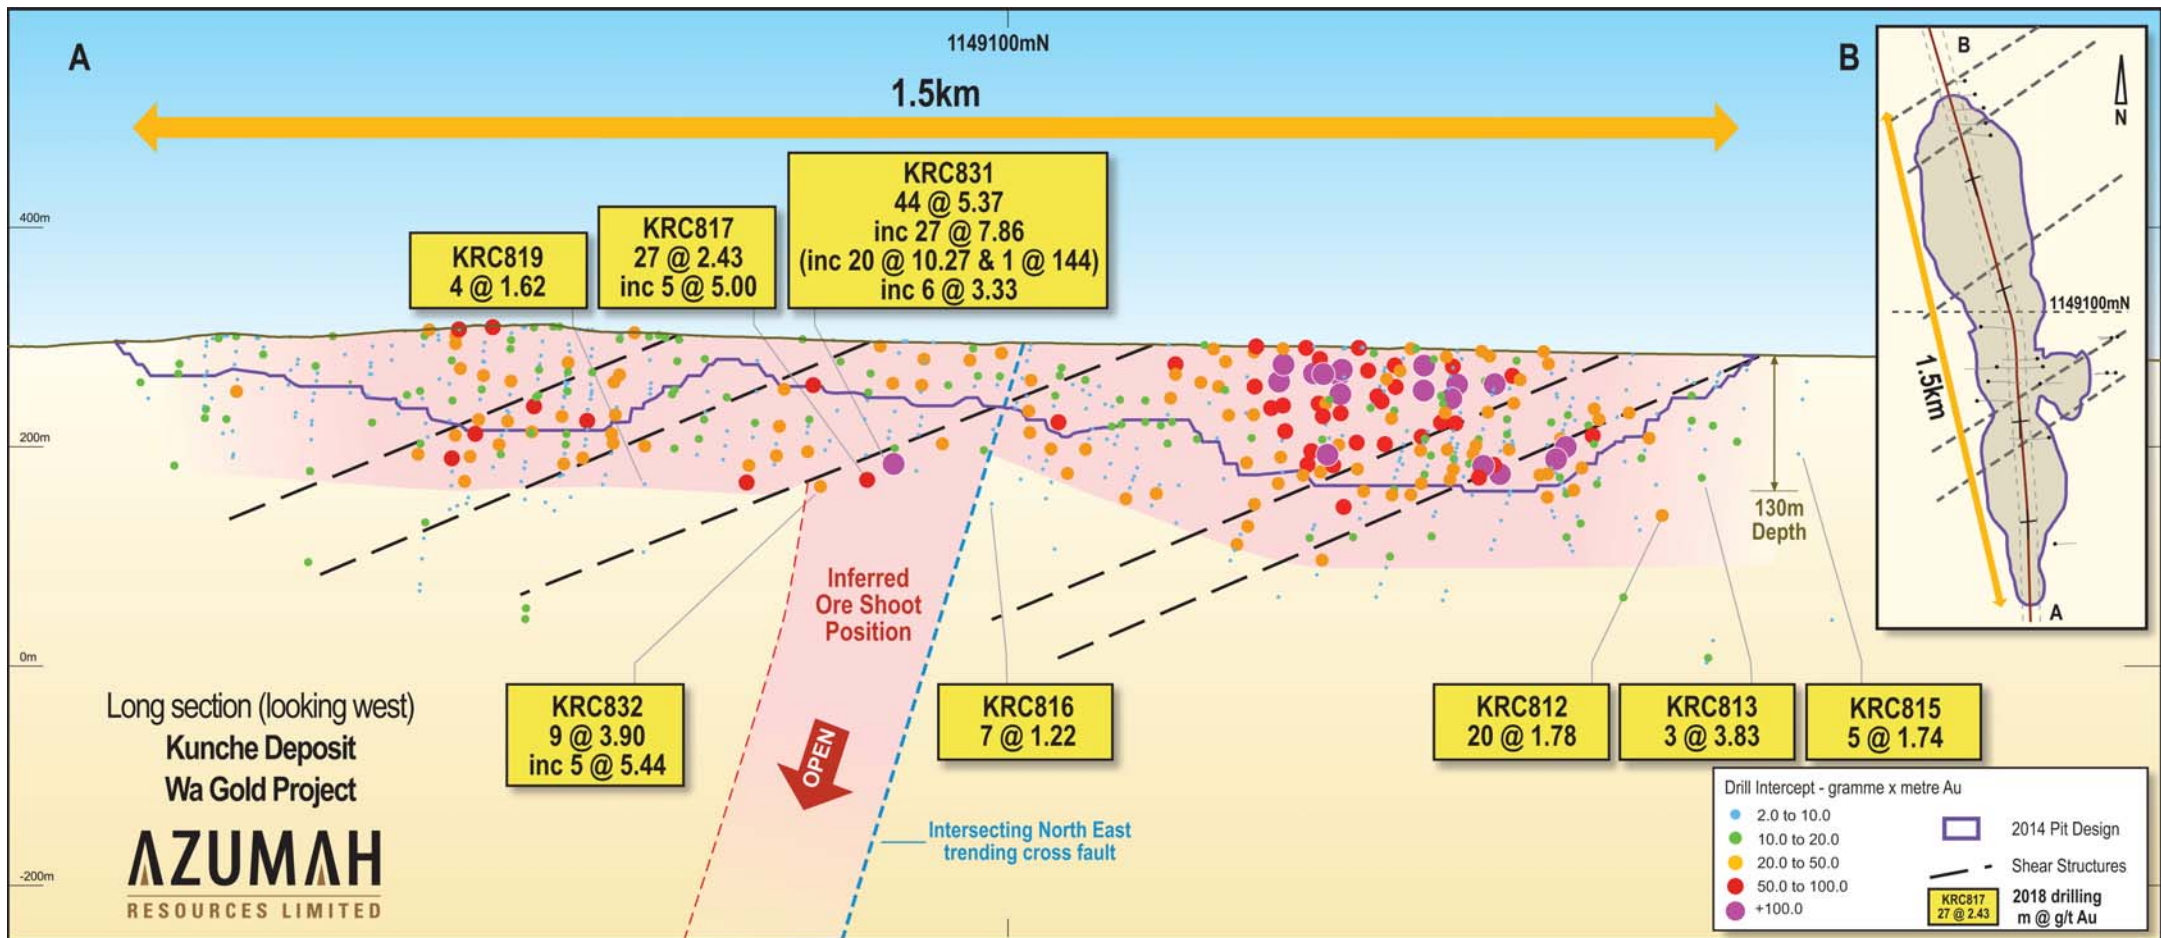 A
1149100mN
B
1.5km
KRC831
44 @ 5.37
inc 27 @ 7.86
(inc 20 @ 10.27 & 1 @ 144)
inc 6 @ 3.33
KRC817
27 @ 2.43
inc 5 @ 5.00
KRC819
4 @ 1.62
400m
200m
0m
-200m
130m
Depth
Inferred
Ore Shoot
Position
OPEN
KRC832
9 @ 3.90
inc 5 @ 5.44
KRC816
7 @ 1.22
KRC812
20 @ 1.78
KRC813
3 @ 3.83
KRC815
5 @ 1.74
Intersecting North East
trending cross fault
Long section (looking west)
Kunche Deposit
Wa Gold Project
AZUMAH
RESOURCES LIMITED
B
N
1149100mN
1.5km
A
Drill Intercept - gramme x metre Au
2.0 to 10.0
10.0 to 20.0
20.0 to 50.0
50.0 to 100.0
+100.0
2014 Pit Design
Shear Structures
KRC817
27 @ 2.43
2018 drilling
m @ g/t Au